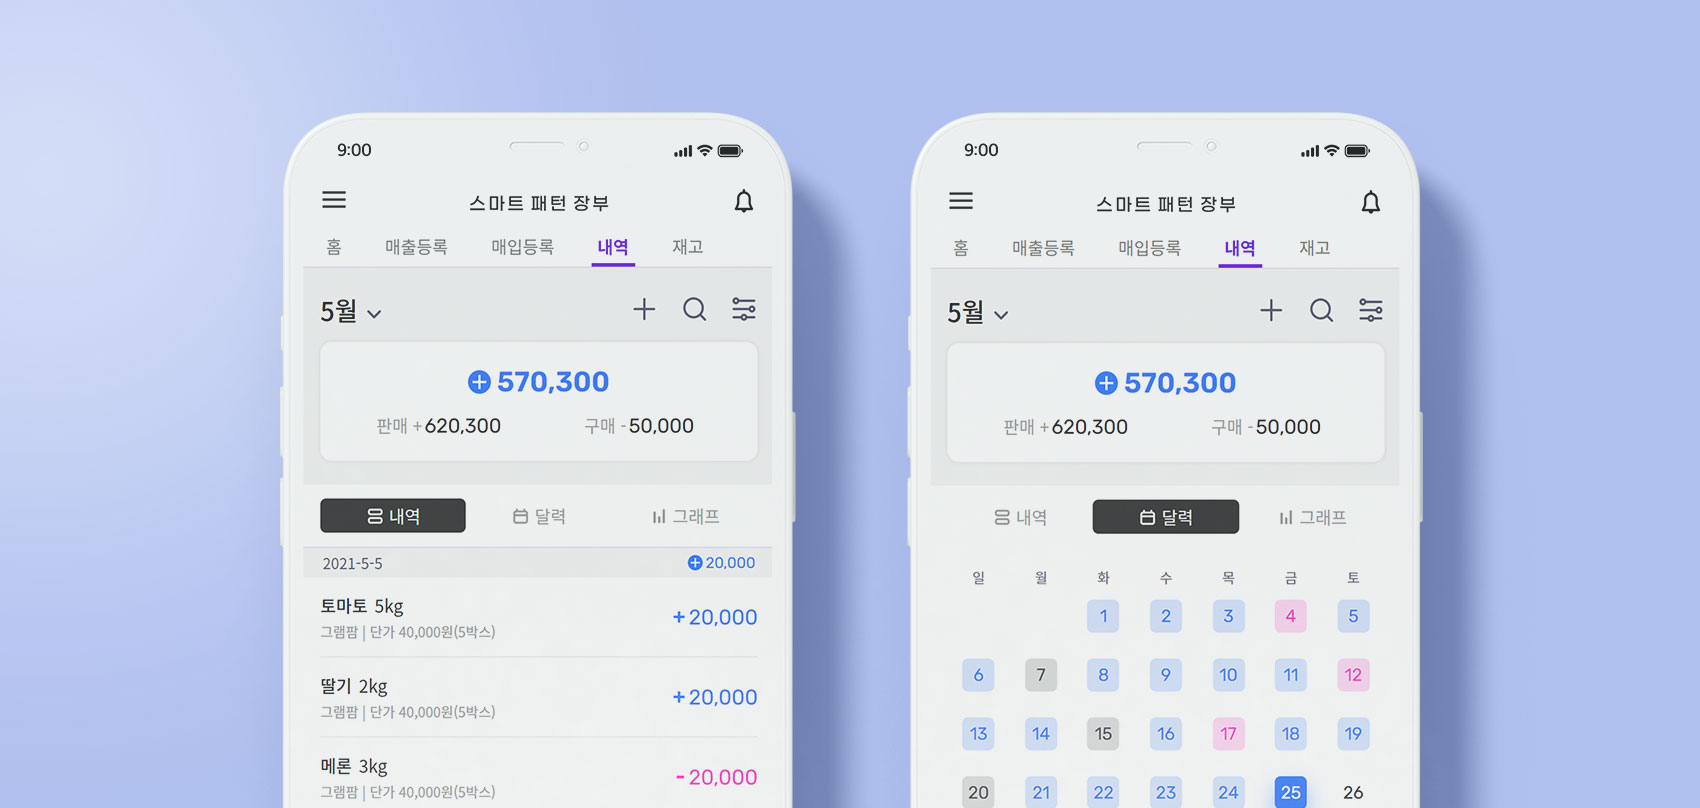 9:00
스마트 패턴 장부
홈 매출등록 매입등록 내역 재고
5월
570,300
판매 +620,300 구매 -50,000
내역 달력 그래프
2021-5-5 20,000
토마토 5kg
+20,000
그램팜 | 단가 40,000원(5박스)
딸기 2kg
+20,000
그램팜 | 단가 40,000원(5박스)
메론 3kg
-20,000
그램팜 | 단가 40,000원(5박스)
9:00
스마트 패턴 장부
홈 매출등록 매입등록 내역 재고
5월
570,300
판매 +620,300 구매 -50,000
내역 달력 그래프
일 월 화 수 목 금 토
1 2 3 4 5
6 7 8 9 10 11 12
13 14 15 16 17 18 19
20 21 22 23 24 25 26